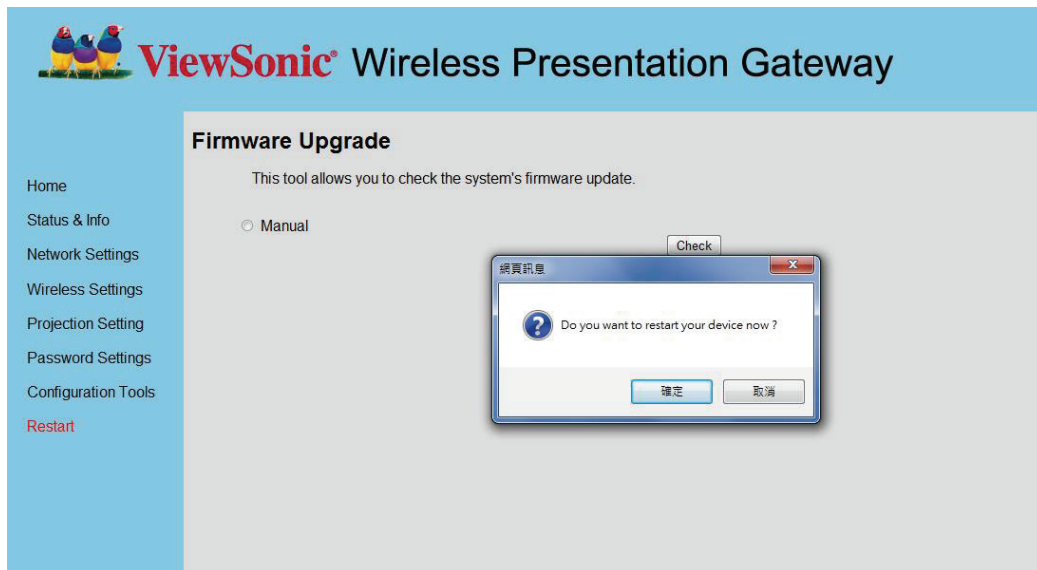 ViewSonic® Wireless Presentation Gateway
Firmware Upgrade
This tool allows you to check the system's firmware update.
Home
Status & Info
Network Settings
Wireless Settings
Projection Setting
Password Settings
Configuration Tools
Restart
Manual
Check
網頁訊息
Do you want to restart your device now ?
確定
取消